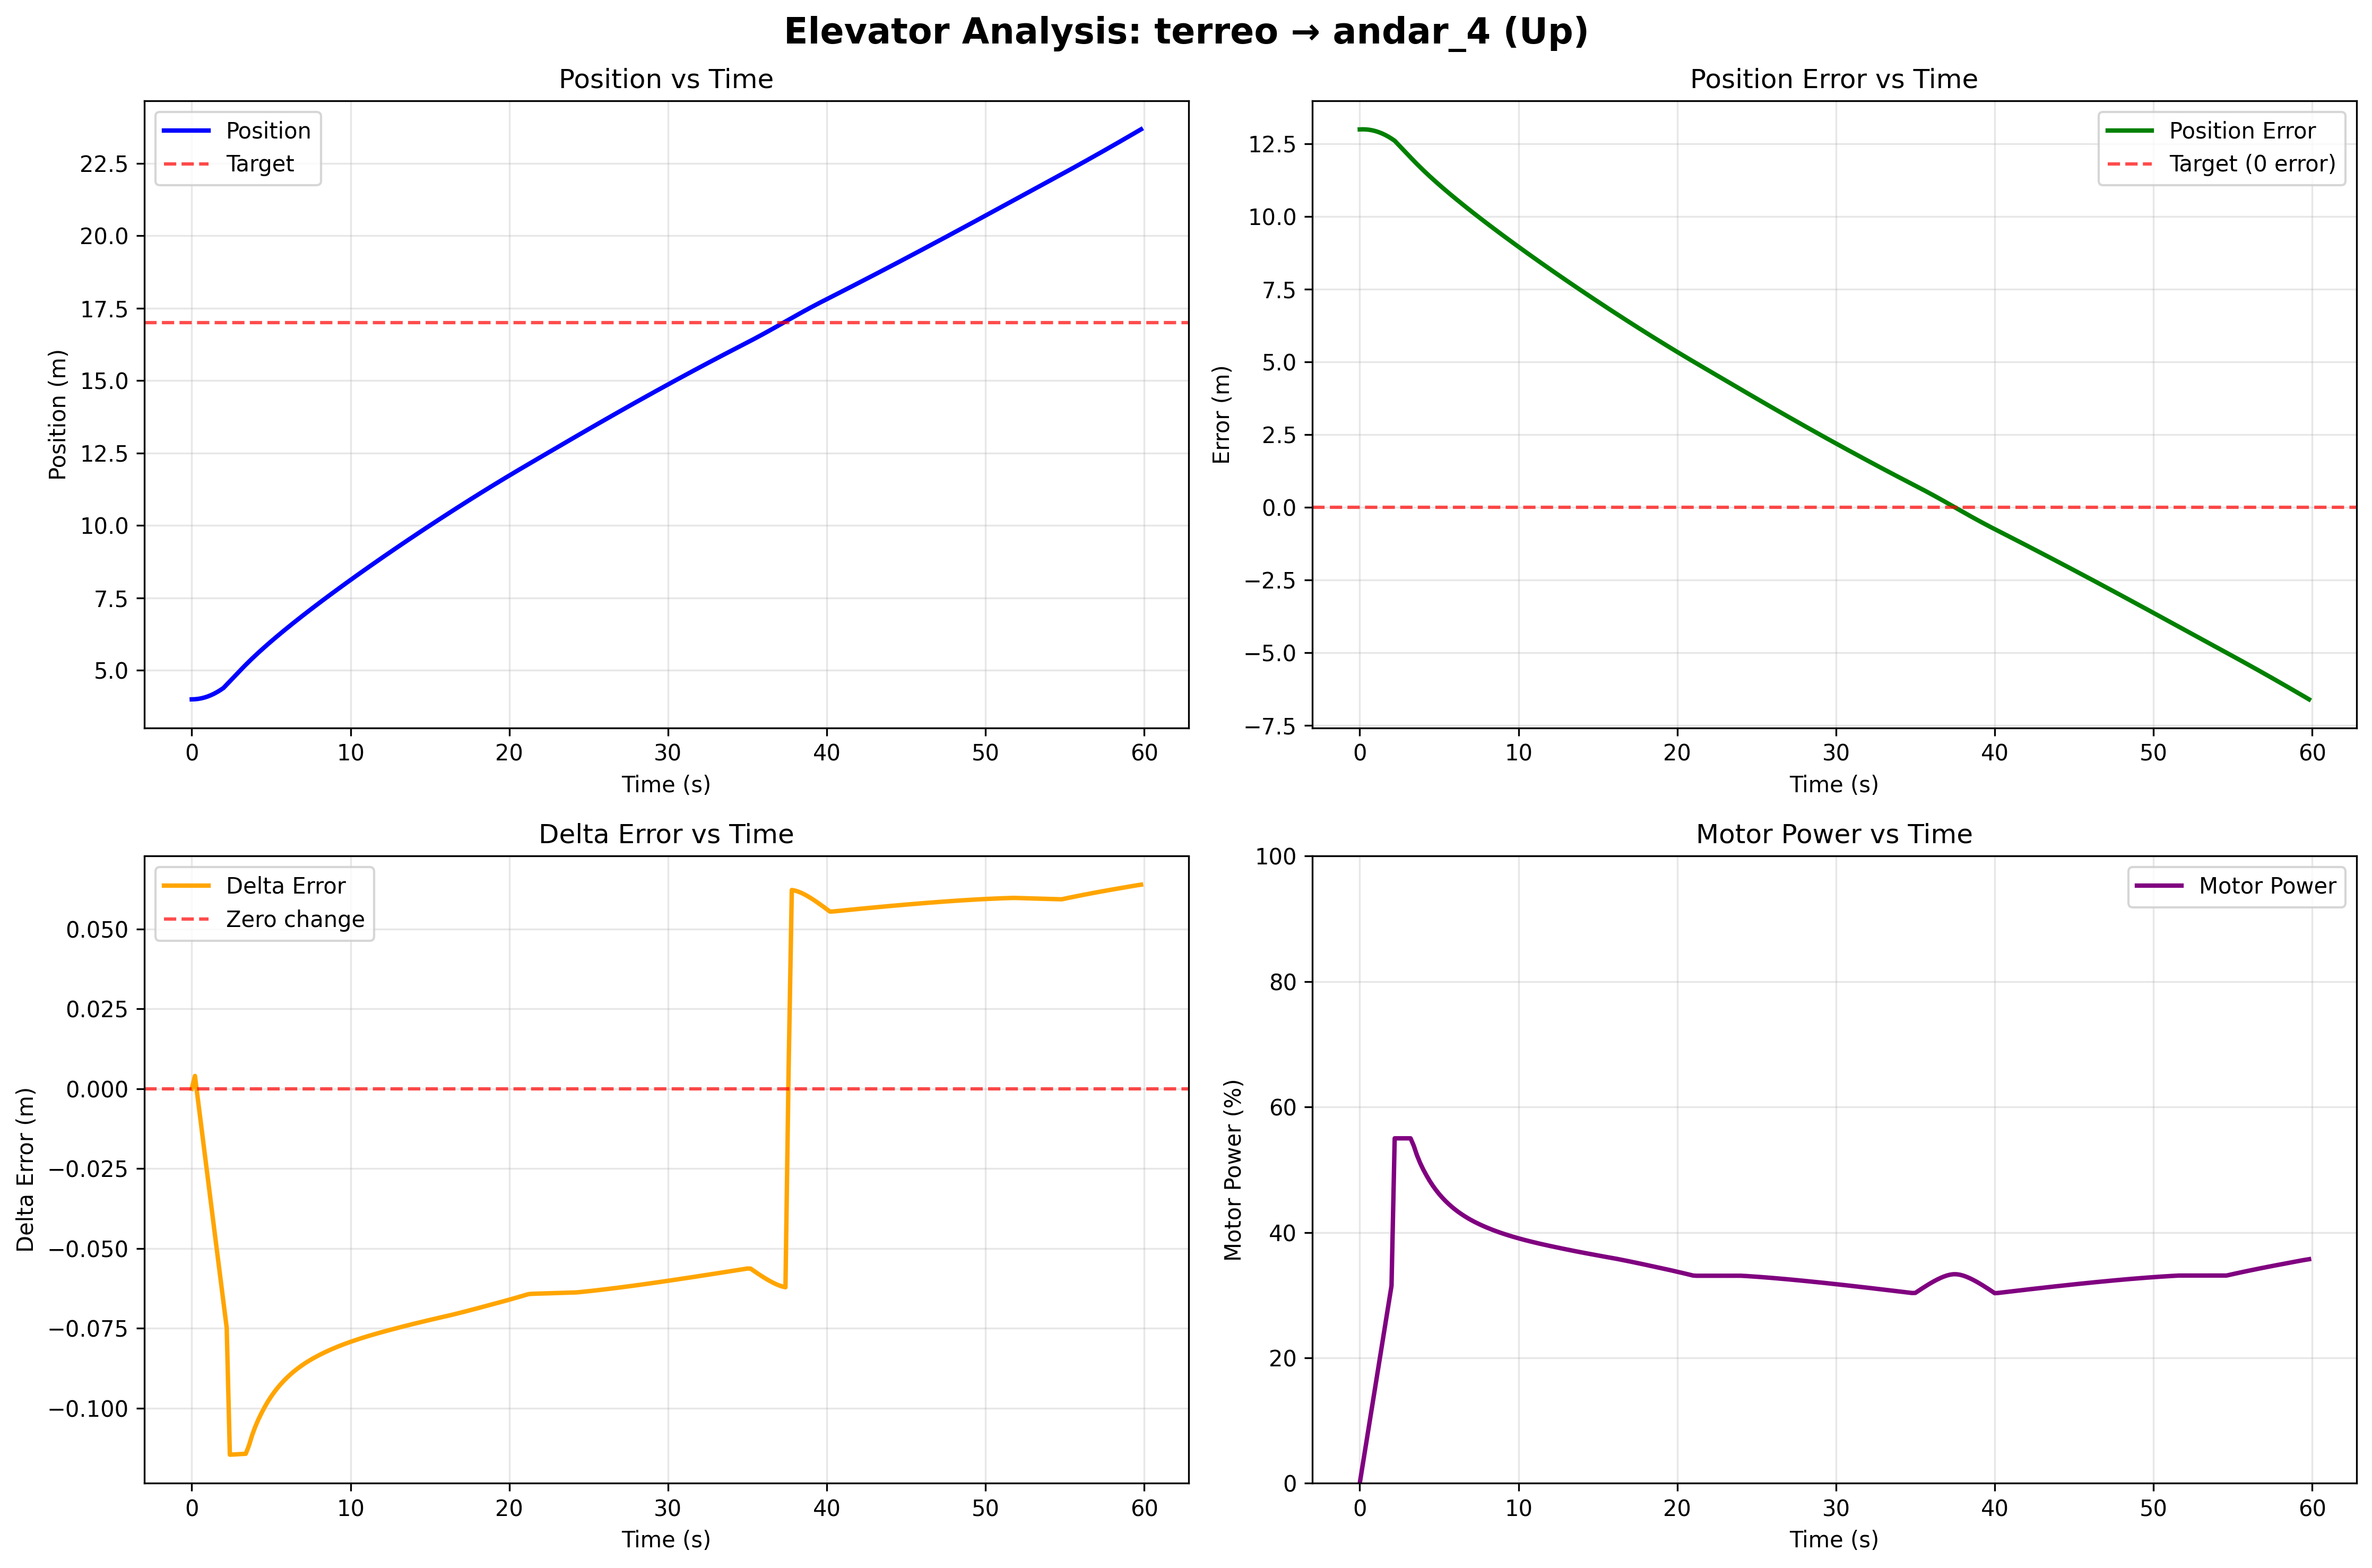 Elevator Analysis: terreo → andar_4 (Up)
Position vs Time
Position (m)
22.5
20.0
17.5
15.0
12.5
10.0
7.5
5.0
Position
Target
0 10 20 30 40 50 60
Time (s)
Position Error vs Time
Error (m)
12.5
10.0
7.5
5.0
2.5
0.0
−2.5
−5.0
−7.5
Position Error
Target (0 error)
0 10 20 30 40 50 60
Time (s)
Delta Error vs Time
Delta Error (m)
0.050
0.025
0.000
−0.025
−0.050
−0.075
−0.100
Delta Error
Zero change
0 10 20 30 40 50 60
Time (s)
Motor Power vs Time
Motor Power (%)
100
80
60
40
20
0
Motor Power
0 10 20 30 40 50 60
Time (s)